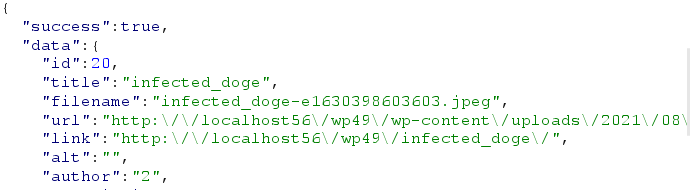 {
"success":true,
"data":{
"id":20,
"title":"infected_doge",
"filename":"infected_doge-e1630398603603.jpeg",
"url":"http:\/\/localhost56\/wp49\/wp-content\/uploads\/2021\/08\
"link":"http:\/\/localhost56\/wp49\/infected_doge\/",
"alt":"",
"author":"2",